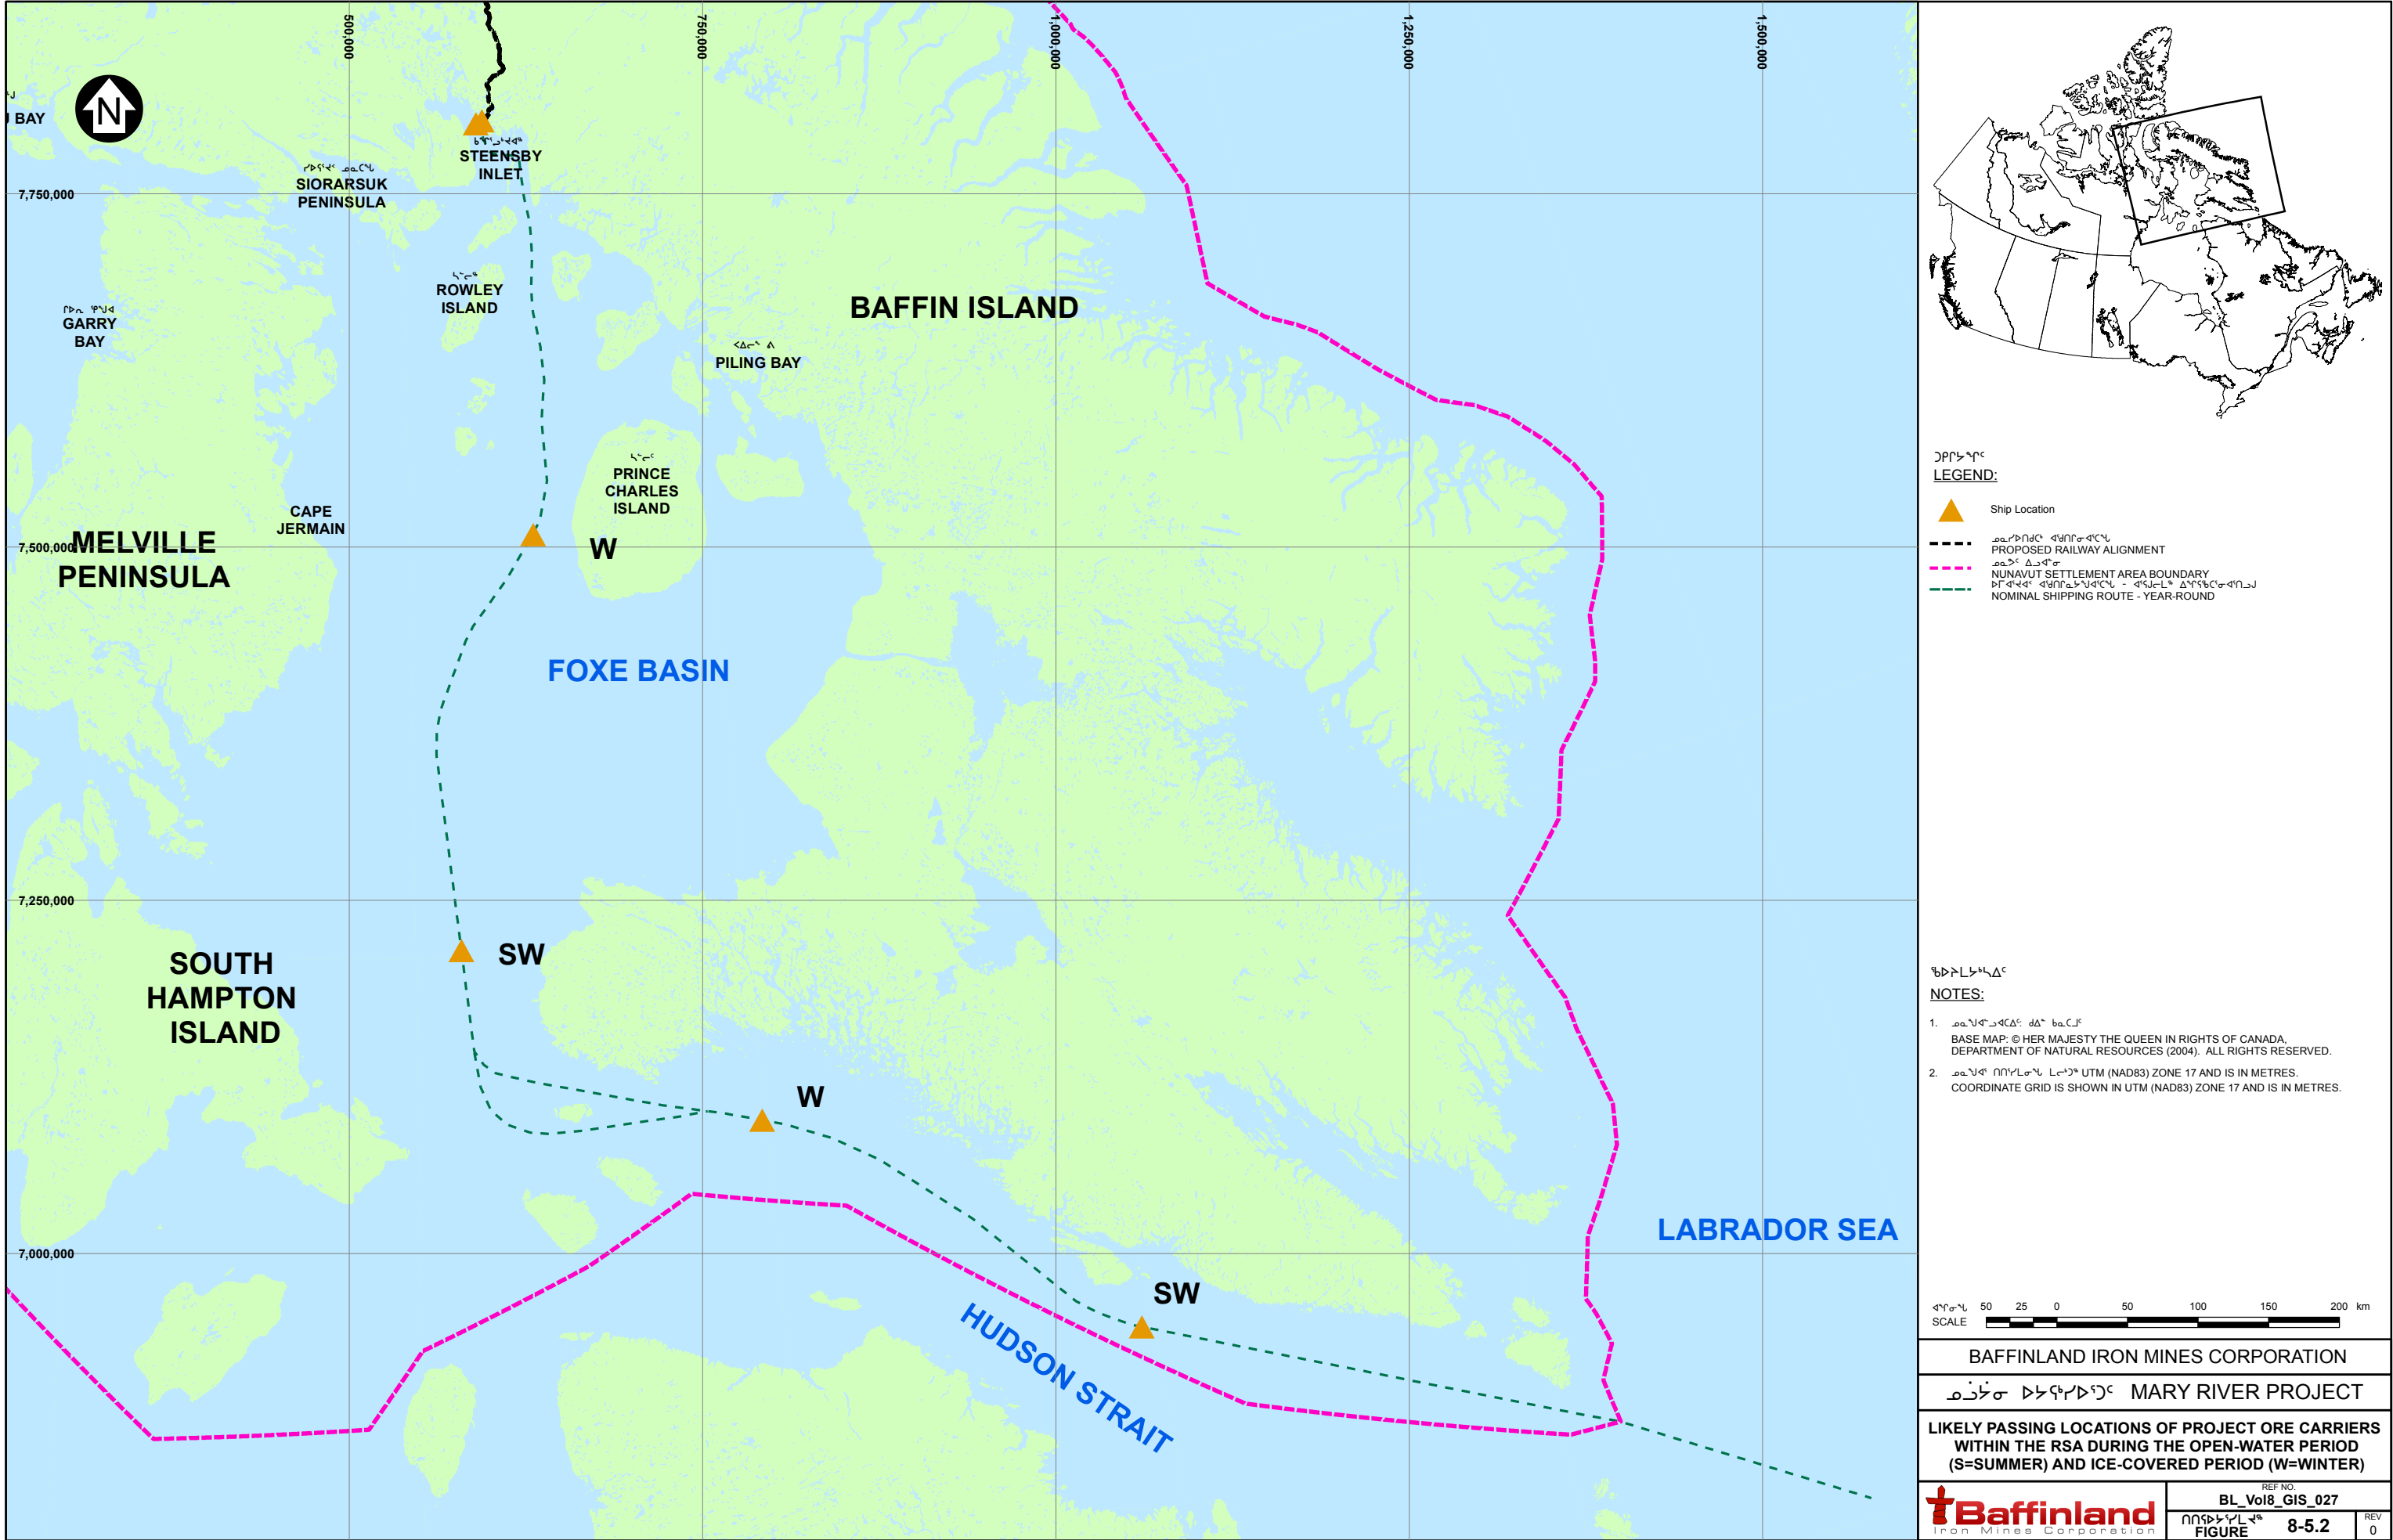 500,000
750,000
1,000,000
1,250,000
1,500,000
N
BAY
STEENSBY
INLET
SIORARSUK
PENINSULA
7,750,000
ROWLEY
ISLAND
BAFFIN ISLAND
GARRY
BAY
PILING BAY
PRINCE
CHARLES
ISLAND
CAPE
JERMAIN
MELVILLE
PENINSULA
7,500,000
W
FOXE BASIN
7,250,000
SW
SOUTH
HAMPTON
ISLAND
W
LABRADOR SEA
7,000,000
SW
HUDSON STRAIT
LEGEND:
Ship Location
PROPOSED RAILWAY ALIGNMENT
NUNAVUT SETTLEMENT AREA BOUNDARY
NOMINAL SHIPPING ROUTE - YEAR-ROUND
NOTES:
1.
BASE MAP: © HER MAJESTY THE QUEEN IN RIGHTS OF CANADA,
DEPARTMENT OF NATURAL RESOURCES (2004). ALL RIGHTS RESERVED.
2. UTM (NAD83) ZONE 17 AND IS IN METRES.
COORDINATE GRID IS SHOWN IN UTM (NAD83) ZONE 17 AND IS IN METRES.
SCALE 50 25 0 50 100 150 200 km
BAFFINLAND IRON MINES CORPORATION
MARY RIVER PROJECT
LIKELY PASSING LOCATIONS OF PROJECT ORE CARRIERS
WITHIN THE RSA DURING THE OPEN-WATER PERIOD
(S=SUMMER) AND ICE-COVERED PERIOD (W=WINTER)
Baffinland
Iron Mines Corporation
REF NO.
BL_Vol8_GIS_027
FIGURE 8-5.2
REV
0